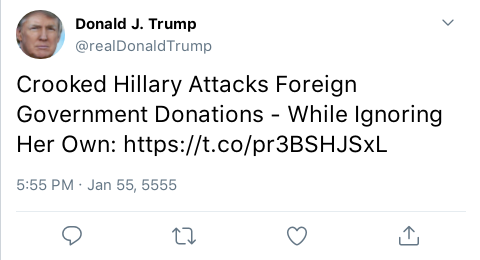 Donald J. Trump
@realDonaldTrump
Crooked Hillary Attacks Foreign
Government Donations - While Ignoring
Her Own: https://t.co/pr3BSHJSxL
5:55 PM · Jan 55, 5555